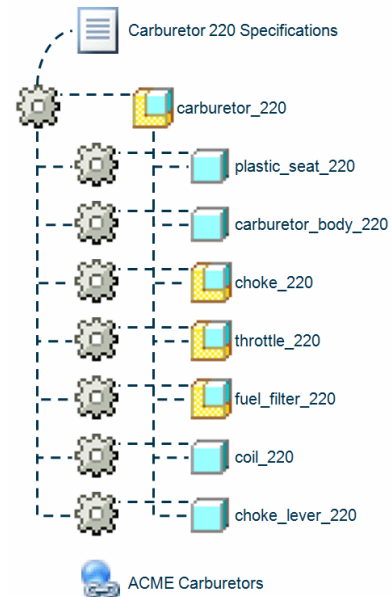 Carburetor 220 Specifications
carburetor_220
plastic_seat_220
carburetor_body_220
choke_220
throttle_220
fuel_filter_220
coil_220
choke_lever_220
ACME Carburetors